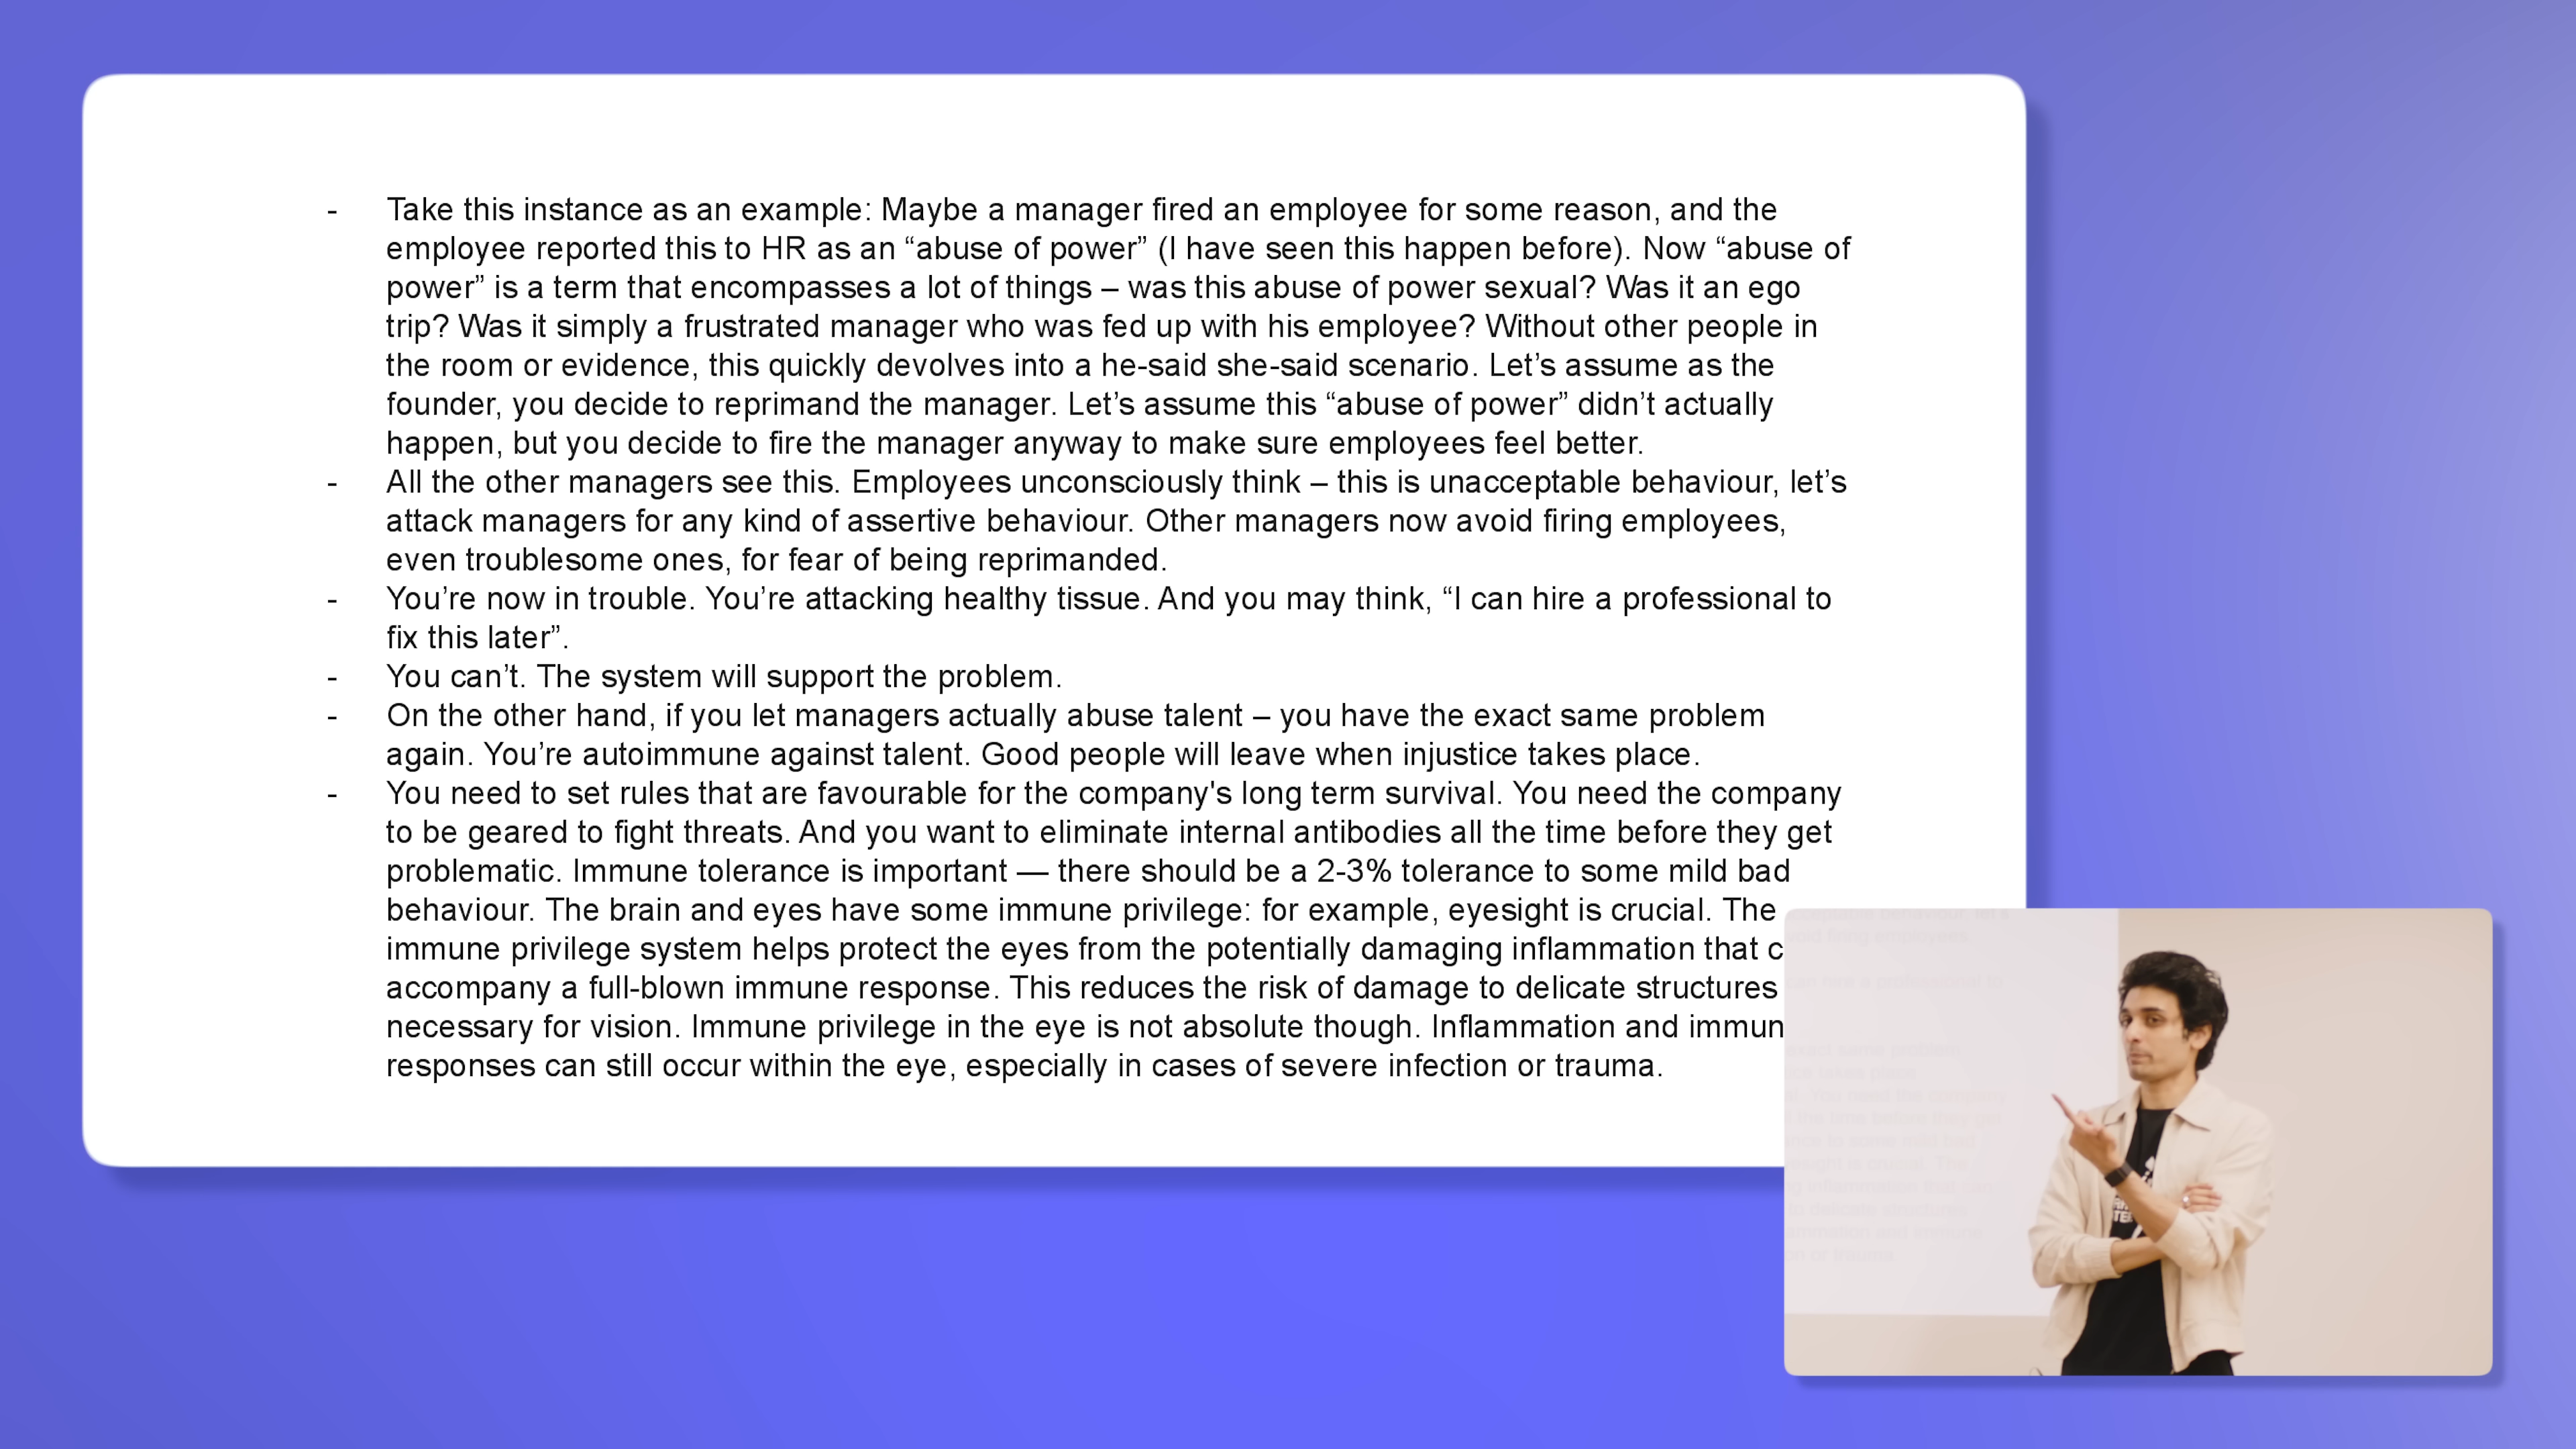 - Take this instance as an example: Maybe a manager fired an employee for some reason, and the
employee reported this to HR as an “abuse of power” (I have seen this happen before). Now “abuse of
power” is a term that encompasses a lot of things – was this abuse of power sexual? Was it an ego
trip? Was it simply a frustrated manager who was fed up with his employee? Without other people in
the room or evidence, this quickly devolves into a he-said she-said scenario. Let’s assume as the
founder, you decide to reprimand the manager. Let’s assume this “abuse of power” didn’t actually
happen, but you decide to fire the manager anyway to make sure employees feel better.
- All the other managers see this. Employees unconsciously think – this is unacceptable behaviour, let’s
attack managers for any kind of assertive behaviour. Other managers now avoid firing employees,
even troublesome ones, for fear of being reprimanded.
- You’re now in trouble. You’re attacking healthy tissue. And you may think, “I can hire a professional to
fix this later”.
- You can’t. The system will support the problem.
- On the other hand, if you let managers actually abuse talent – you have the exact same problem
again. You’re autoimmune against talent. Good people will leave when injustice takes place.
- You need to set rules that are favourable for the company's long term survival. You need the company
to be geared to fight threats. And you want to eliminate internal antibodies all the time before they get
problematic. Immune tolerance is important — there should be a 2-3% tolerance to some mild bad
behaviour. The brain and eyes have some immune privilege: for example, eyesight is crucial. The
immune privilege system helps protect the eyes from the potentially damaging inflammation that c
accompany a full-blown immune response. This reduces the risk of damage to delicate structures
necessary for vision. Immune privilege in the eye is not absolute though. Inflammation and immun
responses can still occur within the eye, especially in cases of severe infection or trauma.